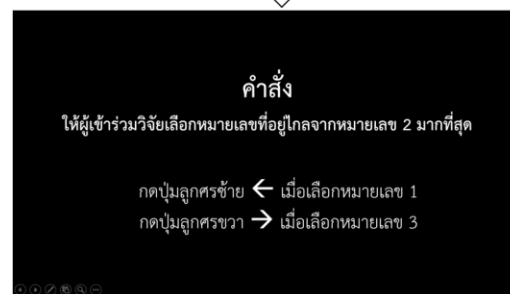 คำสั่ง
ให้ผู้เข้าร่วมวิจัยเลือกหมายเลขที่อยู่ไกลจากหมายเลข 2 มากที่สุด
กดปุ่มลูกศรซ้าย ← เมื่อเลือกหมายเลข 1
กดปุ่มลูกศรขวา → เมื่อเลือกหมายเลข 3